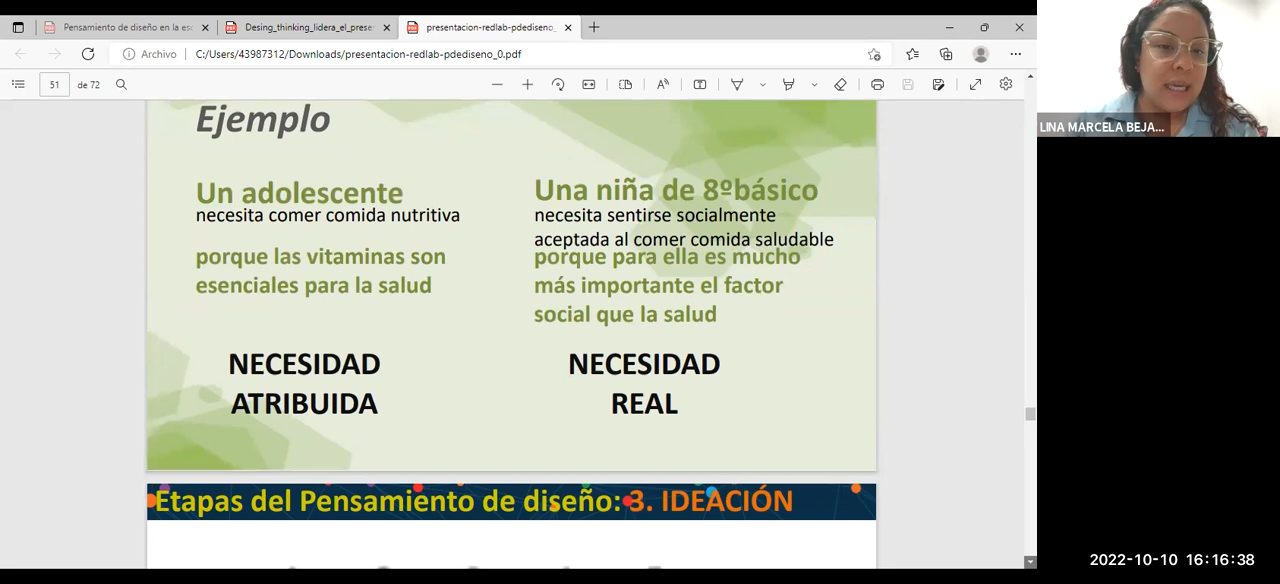 Pensamiento de diseño en la esc
Desing_thinking_lidera_el_prese
presentacion-redlab-pdediseno_
Archivo
C:/Users/43987312/Downloads/presentacion-redlab-pdediseno_0.pdf
51 de 72
Ejemplo
Un adolescente
necesita comer comida nutritiva
porque las vitaminas son
esenciales para la salud
NECESIDAD
ATRIBUIDA
Una niña de 8ºbásico
necesita sentirse socialmente
aceptada al comer comida saludable
porque para ella es mucho
más importante el factor
social que la salud
NECESIDAD
REAL
Etapas del Pensamiento de diseño: 3. IDEACIÓN
LINA MARCELA BEJA...
2022-10-10 16:16:38